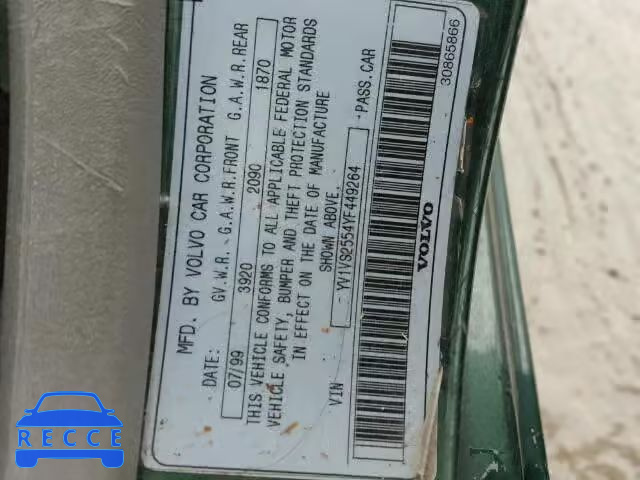 MFD. BY VOLVO CAR CORPORATION
DATE: GV.W.R. - G.A.W.R.FRONT G.A.W.R.REAR
07/99 3920 2090 1870
THIS VEHICLE CONFORMS TO ALL APPLICABLE FEDERAL MOTOR
VEHICLE SAFETY, BUMPER AND THEFT PROTECTION STANDARDS
IN EFFECT ON THE DATE OF MANUFACTURE
SHOWN ABOVE.
VIN YV1VS2554YF449264 PASS.CAR
VOLVO
30865866
RECCE